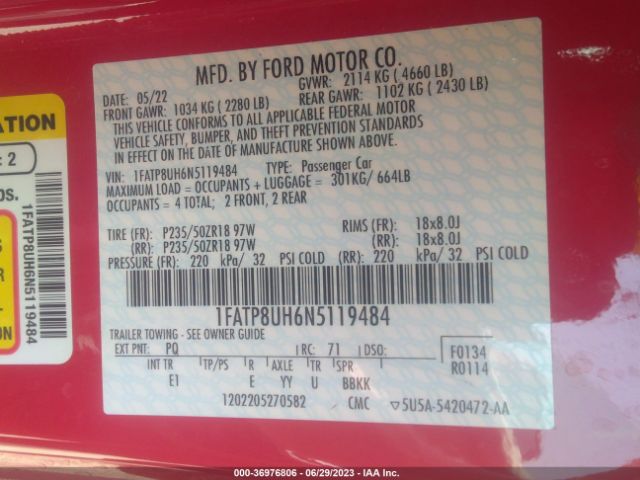 MFD. BY FORD MOTOR CO.
DATE: 05/22 GVWR: 2114 KG ( 4660 LB)
FRONT GAWR: 1034 KG ( 2280 LB) REAR GAWR: 1102 KG ( 2430 LB)
THIS VEHICLE CONFORMS TO ALL APPLICABLE FEDERAL MOTOR
VEHICLE SAFETY, BUMPER, AND THEFT PREVENTION STANDARDS
IN EFFECT ON THE DATE OF MANUFACTURE SHOWN ABOVE.
VIN: 1FATP8UH6N5119484 TYPE: Passenger Car
MAXIMUM LOAD = OCCUPANTS + LUGGAGE = 301KG/ 664LB
OCCUPANTS = 4 TOTAL; 2 FRONT, 2 REAR
TIRE (FR): P235/50ZR18 97W RIMS (FR): 18x8.0J
(RR): P235/50ZR18 97W (RR): 18x8.0J
PRESSURE (FR): 220 kPa/ 32 PSI COLD (RR): 220 kPa/ 32 PSI COLD
1FATP8UH6N5119484
TRAILER TOWING - SEE OWNER GUIDE
EXT PNT: PQ RC: 71 DSO: F0134
INT TR TP/PS R AXLE TR SPR R0114
E1 E YY U BBKK
1202205270582 CMC 5U5A-5420472-AA
ATION
: 2
os.
S
R
S
ON
1FATP8UH6N5119484
000-36976806 - 06/29/2023 - IAA Inc.